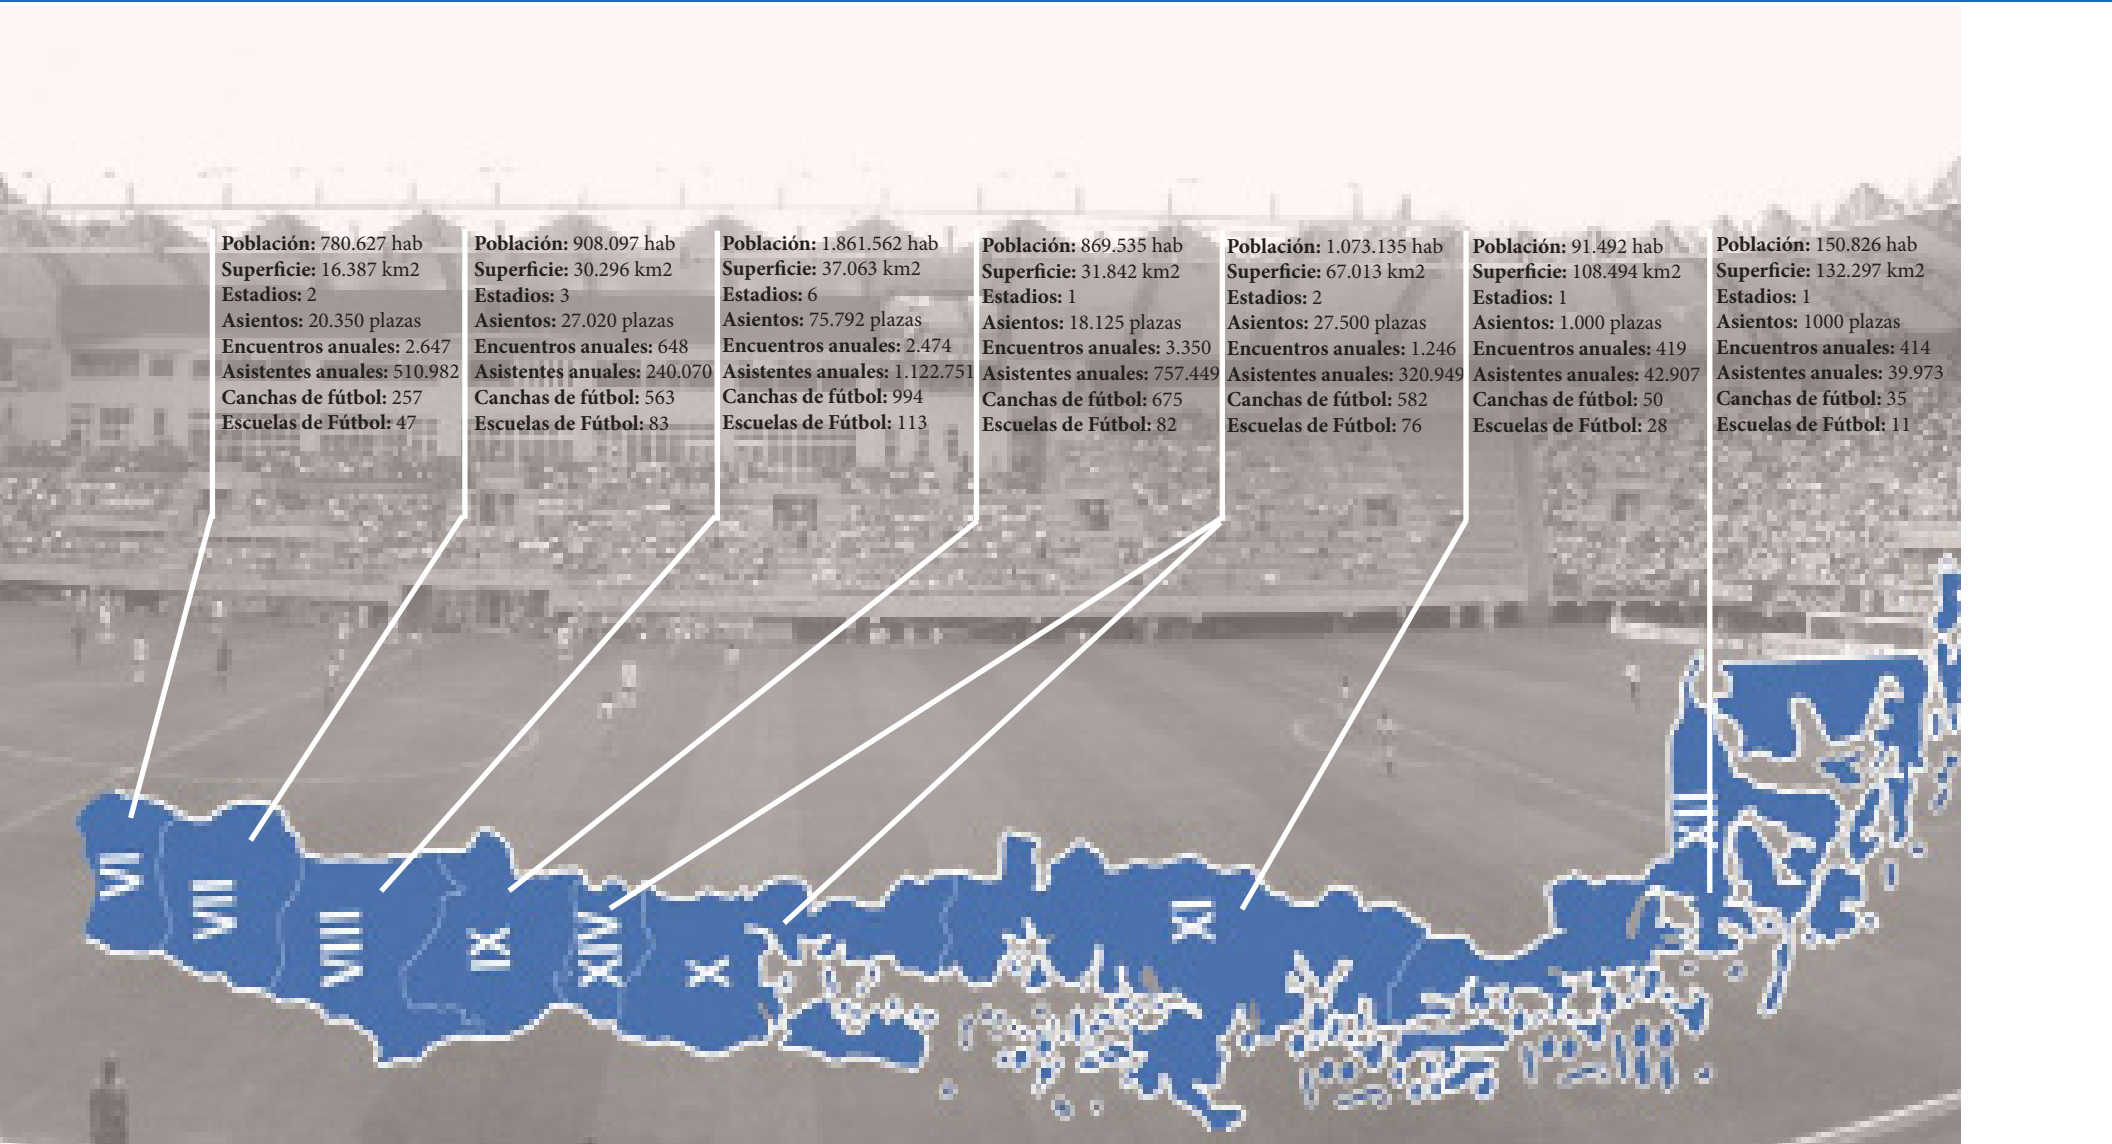 Población: 780.627 hab
Superficie: 16.387 km2
Estadios: 2
Asientos: 20.350 plazas
Encuentros anuales: 2.647
Asistentes anuales: 510.982
Canchas de fútbol: 257
Escuelas de Fútbol: 47
Población: 908.097 hab
Superficie: 30.296 km2
Estadios: 3
Asientos: 27.020 plazas
Encuentros anuales: 648
Asistentes anuales: 240.070
Canchas de fútbol: 563
Escuelas de Fútbol: 83
Población: 1.861.562 hab
Superficie: 37.063 km2
Estadios: 6
Asientos: 75.792 plazas
Encuentros anuales: 2.474
Asistentes anuales: 1.122.751
Canchas de fútbol: 994
Escuelas de Fútbol: 113
Población: 869.535 hab
Superficie: 31.842 km2
Estadios: 1
Asientos: 18.125 plazas
Encuentros anuales: 3.350
Asistentes anuales: 757.449
Canchas de fútbol: 675
Escuelas de Fútbol: 82
Población: 1.073.135 hab
Superficie: 67.013 km2
Estadios: 2
Asientos: 27.500 plazas
Encuentros anuales: 1.246
Asistentes anuales: 320.949
Canchas de fútbol: 582
Escuelas de Fútbol: 76
Población: 91.492 hab
Superficie: 108.494 km2
Estadios: 1
Asientos: 1.000 plazas
Encuentros anuales: 419
Asistentes anuales: 42.907
Canchas de fútbol: 50
Escuelas de Fútbol: 28
Población: 150.826 hab
Superficie: 132.297 km2
Estadios: 1
Asientos: 1000 plazas
Encuentros anuales: 414
Asistentes anuales: 39.973
Canchas de fútbol: 35
Escuelas de Fútbol: 11
VI
VII
VIII
IX
XIV
X
XI
XII